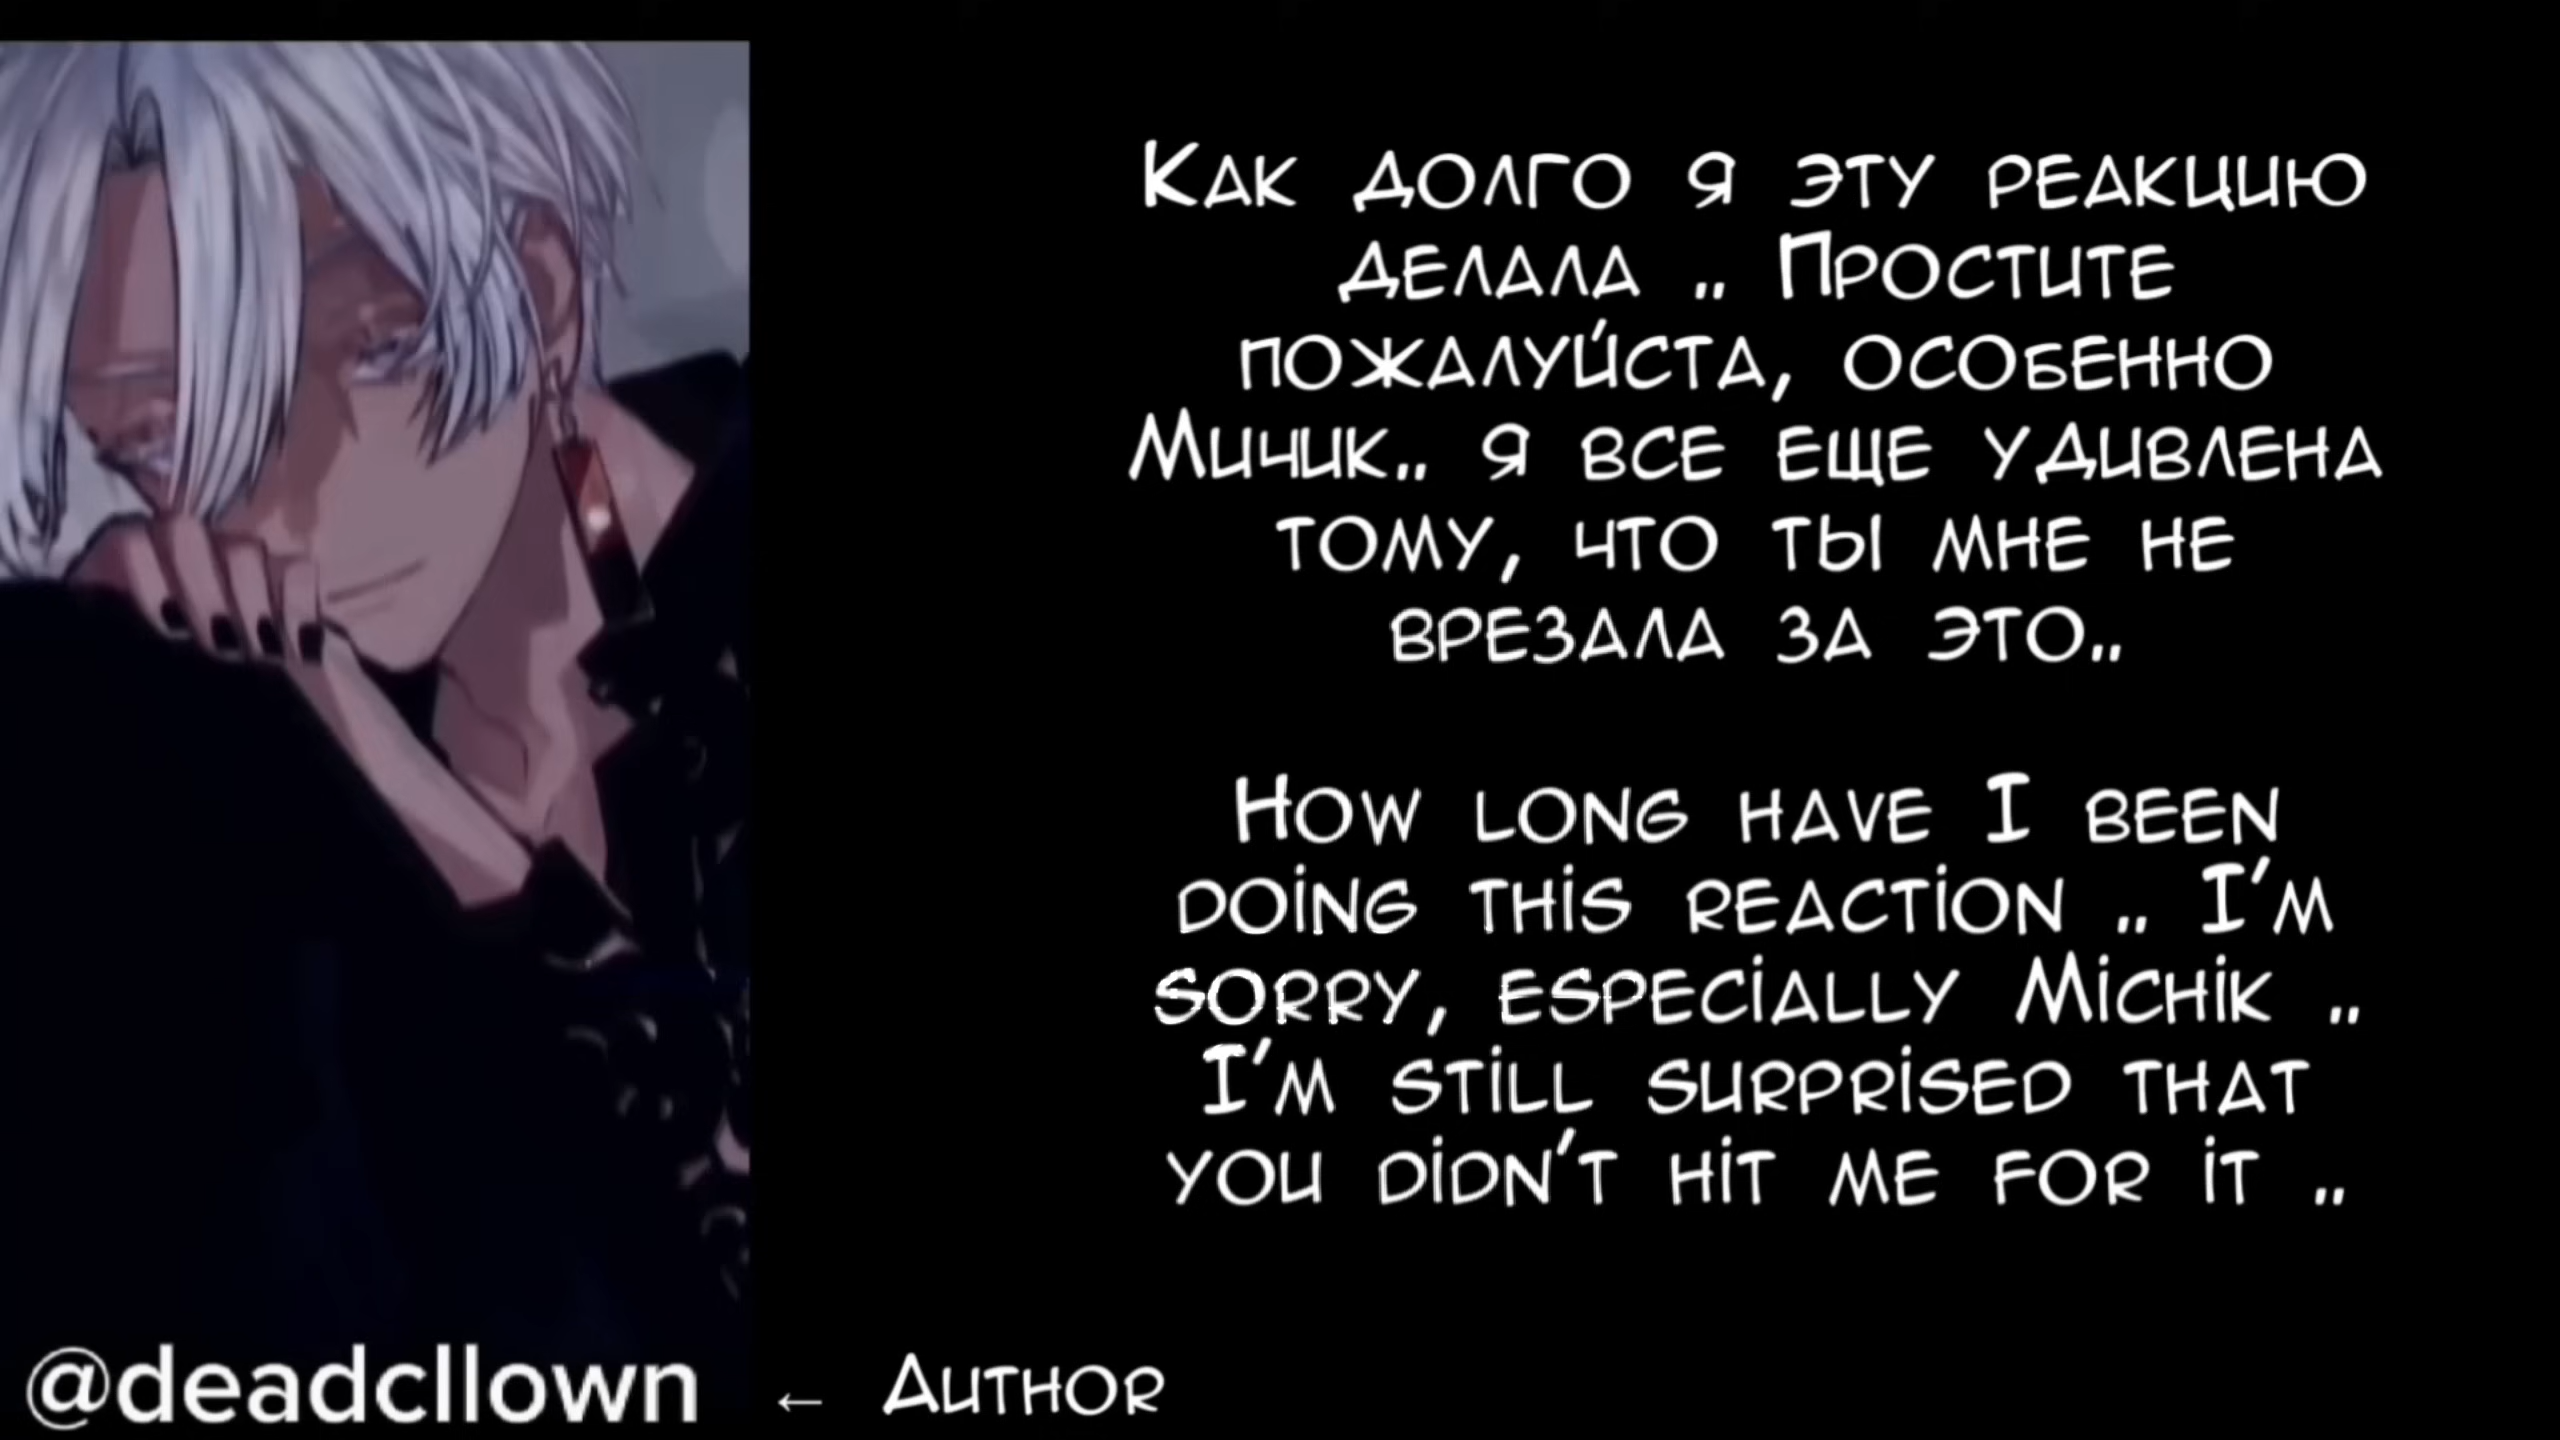 Как долго я эту реакцию
делала .. Простите
пожалуйста, особенно
Мичик.. я все еще удивлена
тому, что ты мне не
врезала за это..
How long have I been
doing this reaction .. I'm
sorry, especially Michik ..
I'm still surprised that
you didn't hit me for it ..
@deadcllown ← Author